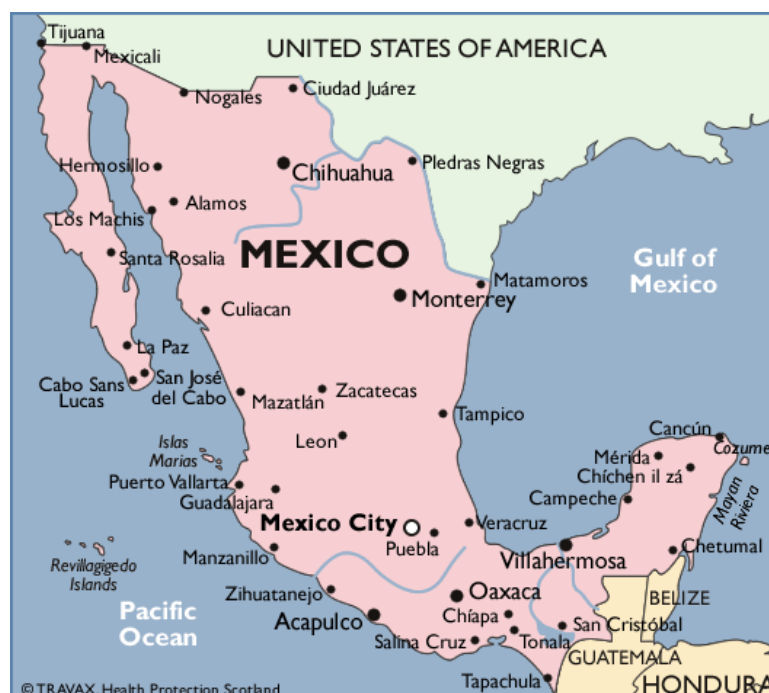 Tijuana
UNITED STATES OF AMERICA
Mexicali
Ciudad Juárez
Nogales
Hermosillo
Chihuahua
Pledras Negras
Alamos
Los Machis
Santa Rosalia
MEXICO
Gulf of
Mexico
Matamoros
Monterrey
Culiacan
La Paz
Cabo Sans
Lucas
San José
del Cabo
Mazatlán
Zacatecas
Tampico
Leon
Islas
Marias
Cancún
Cozume
Mérida
Chíchen il zá
Puerto Vallarta
Guadalajara
Campeche
Mayan
Riviera
Mexico City
Veracruz
Puebla
Villahermosa
Chetumal
Manzanillo
Revillagigedo
Islands
Zihuatanejo
Oaxaca
BELIZE
Pacific
Ocean
Acapulco
Chíapa
San Cristóbal
Salina Cruz
Tonala
GUATEMALA
Tapachula
HONDURA
© TRAVAX Health Protection Scotland